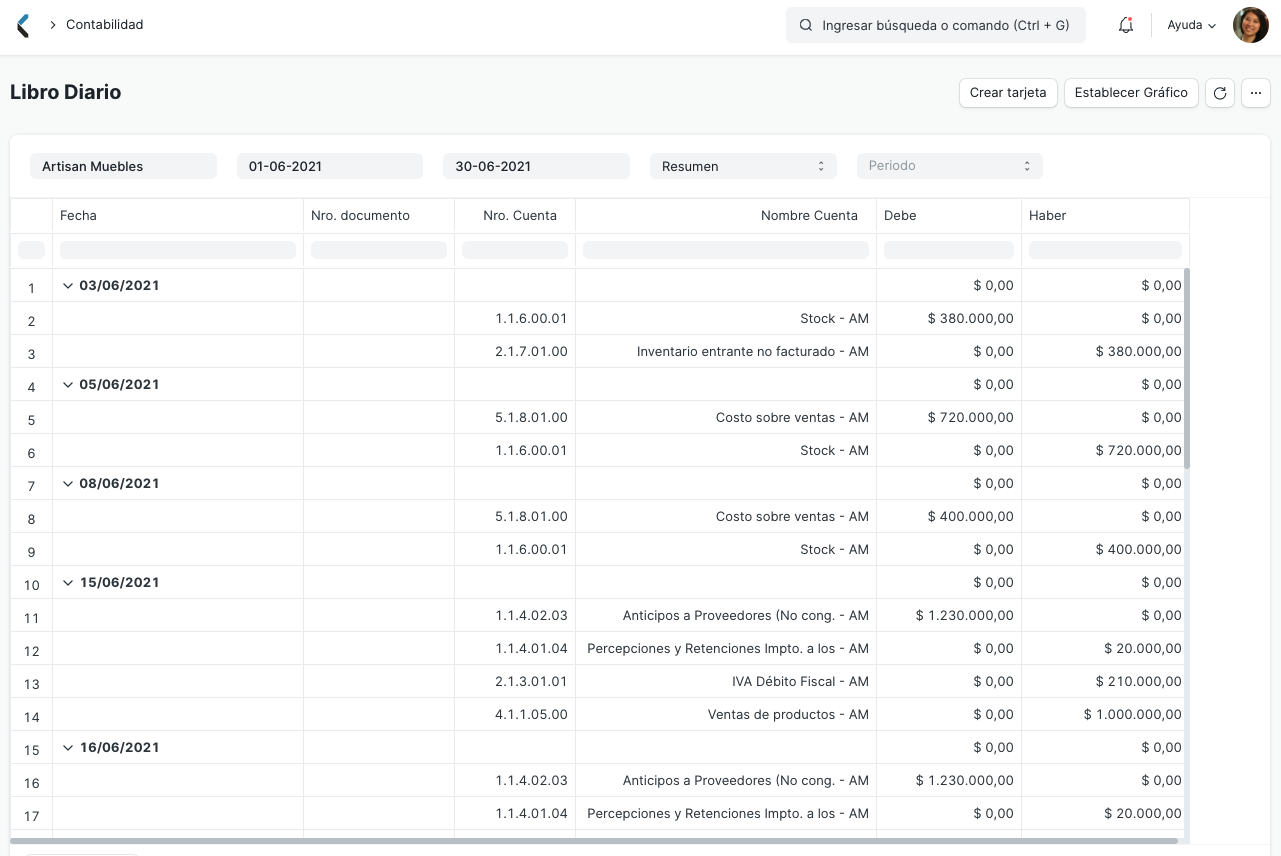 Contabilidad
Ingresar búsqueda o comando (Ctrl + G)
Ayuda
Libro Diario
Crear tarjeta
Establecer Gráfico
...
Artisan Muebles
01-06-2021
30-06-2021
Resumen
Periodo
Fecha Nro. documento Nro. Cuenta Nombre Cuenta Debe Haber
1 03/06/2021 $ 0,00 $ 0,00
2 1.1.6.00.01 Stock - AM $ 380.000,00 $ 0,00
3 2.1.7.01.00 Inventario entrante no facturado - AM $ 0,00 $ 380.000,00
4 05/06/2021 $ 0,00 $ 0,00
5 5.1.8.01.00 Costo sobre ventas - AM $ 720.000,00 $ 0,00
6 1.1.6.00.01 Stock - AM $ 0,00 $ 720.000,00
7 08/06/2021 $ 0,00 $ 0,00
8 5.1.8.01.00 Costo sobre ventas - AM $ 400.000,00 $ 0,00
9 1.1.6.00.01 Stock - AM $ 0,00 $ 400.000,00
10 15/06/2021 $ 0,00 $ 0,00
11 1.1.4.02.03 Anticipos a Proveedores (No cong. - AM $ 1.230.000,00 $ 0,00
12 1.1.4.01.04 Percepciones y Retenciones Impto. a los - AM $ 0,00 $ 20.000,00
13 2.1.3.01.01 IVA Débito Fiscal - AM $ 0,00 $ 210.000,00
14 4.1.1.05.00 Ventas de productos - AM $ 0,00 $ 1.000.000,00
15 16/06/2021 $ 0,00 $ 0,00
16 1.1.4.02.03 Anticipos a Proveedores (No cong. - AM $ 1.230.000,00 $ 0,00
17 1.1.4.01.04 Percepciones y Retenciones Impto. a los - AM $ 0,00 $ 20.000,00